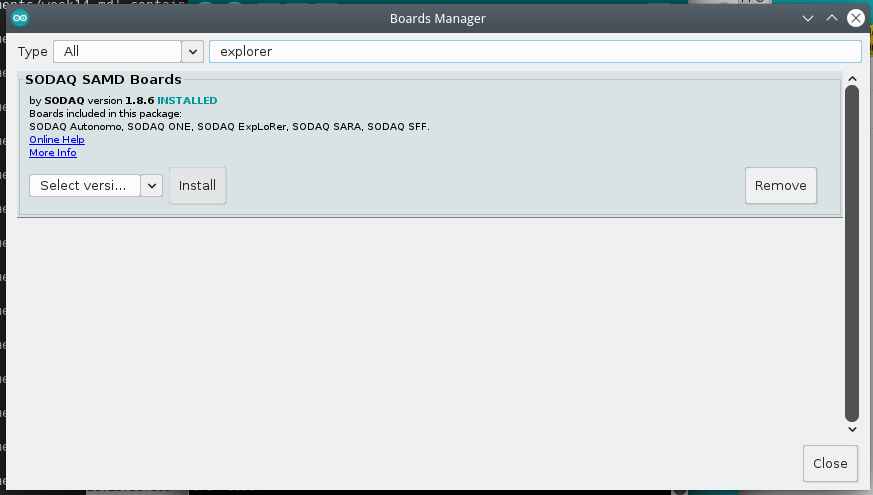 Boards Manager
Type All explorer
SODAQ SAMD Boards
by SODAQ version 1.8.6 INSTALLED
Boards included in this package:
SODAQ Autonomo, SODAQ ONE, SODAQ ExpLoRer, SODAQ SARA, SODAQ SFF.
Online Help
More Info
Select versi... Install Remove
Close